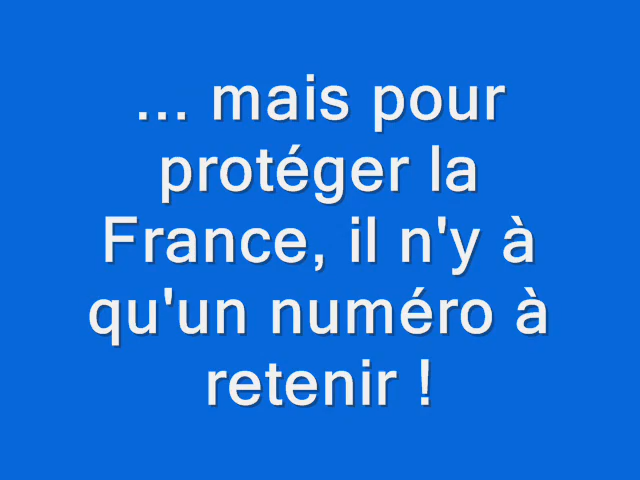 ... mais pour
protéger la
France, il n'y à
qu'un numéro à
retenir !